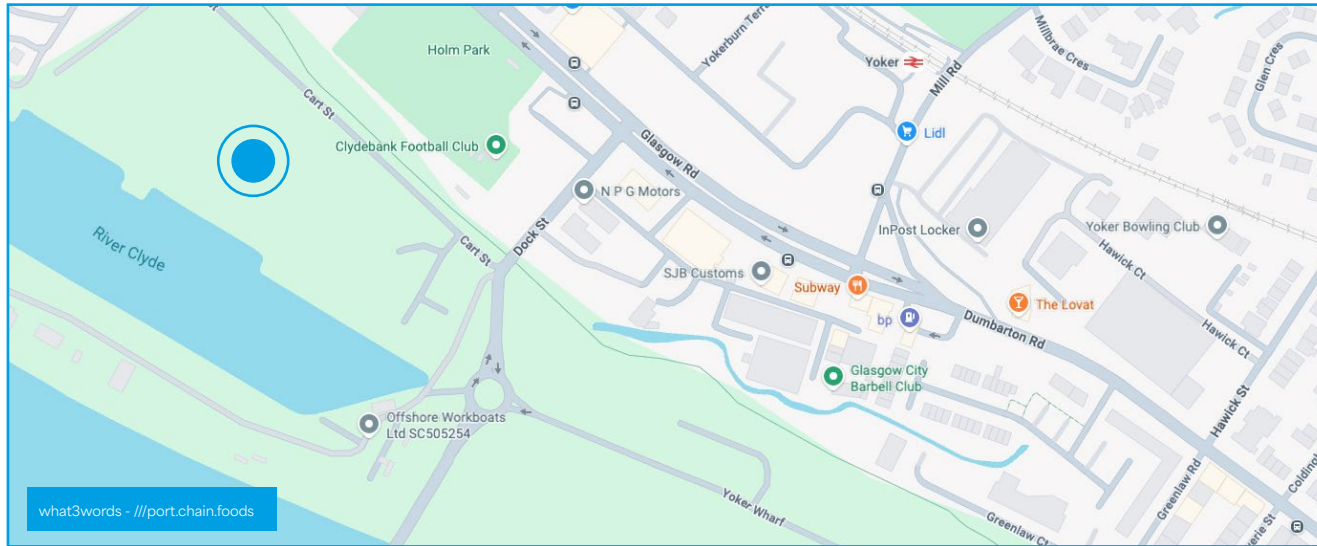 Holm Park
Yokerburn Terr
Millbrae Cres
Glen Cres
Yoker
Mill Rd
Cart St
Lidl
Clydebank Football Club
Glasgow Rd
N P G Motors
InPost Locker
Yoker Bowling Club
River Clyde
Dock St
Cart St
Hawick Ct
SJB Customs
Subway
The Lovat
bp
Dumbarton Rd
Hawick Ct
Glasgow City
Barbell Club
Hawick St
Offshore Workboats
Ltd SC505254
Yoker Wharf
Greenlaw Rd
Colding
erie St
Greenlaw Ct
what3words - ///port.chain.foods